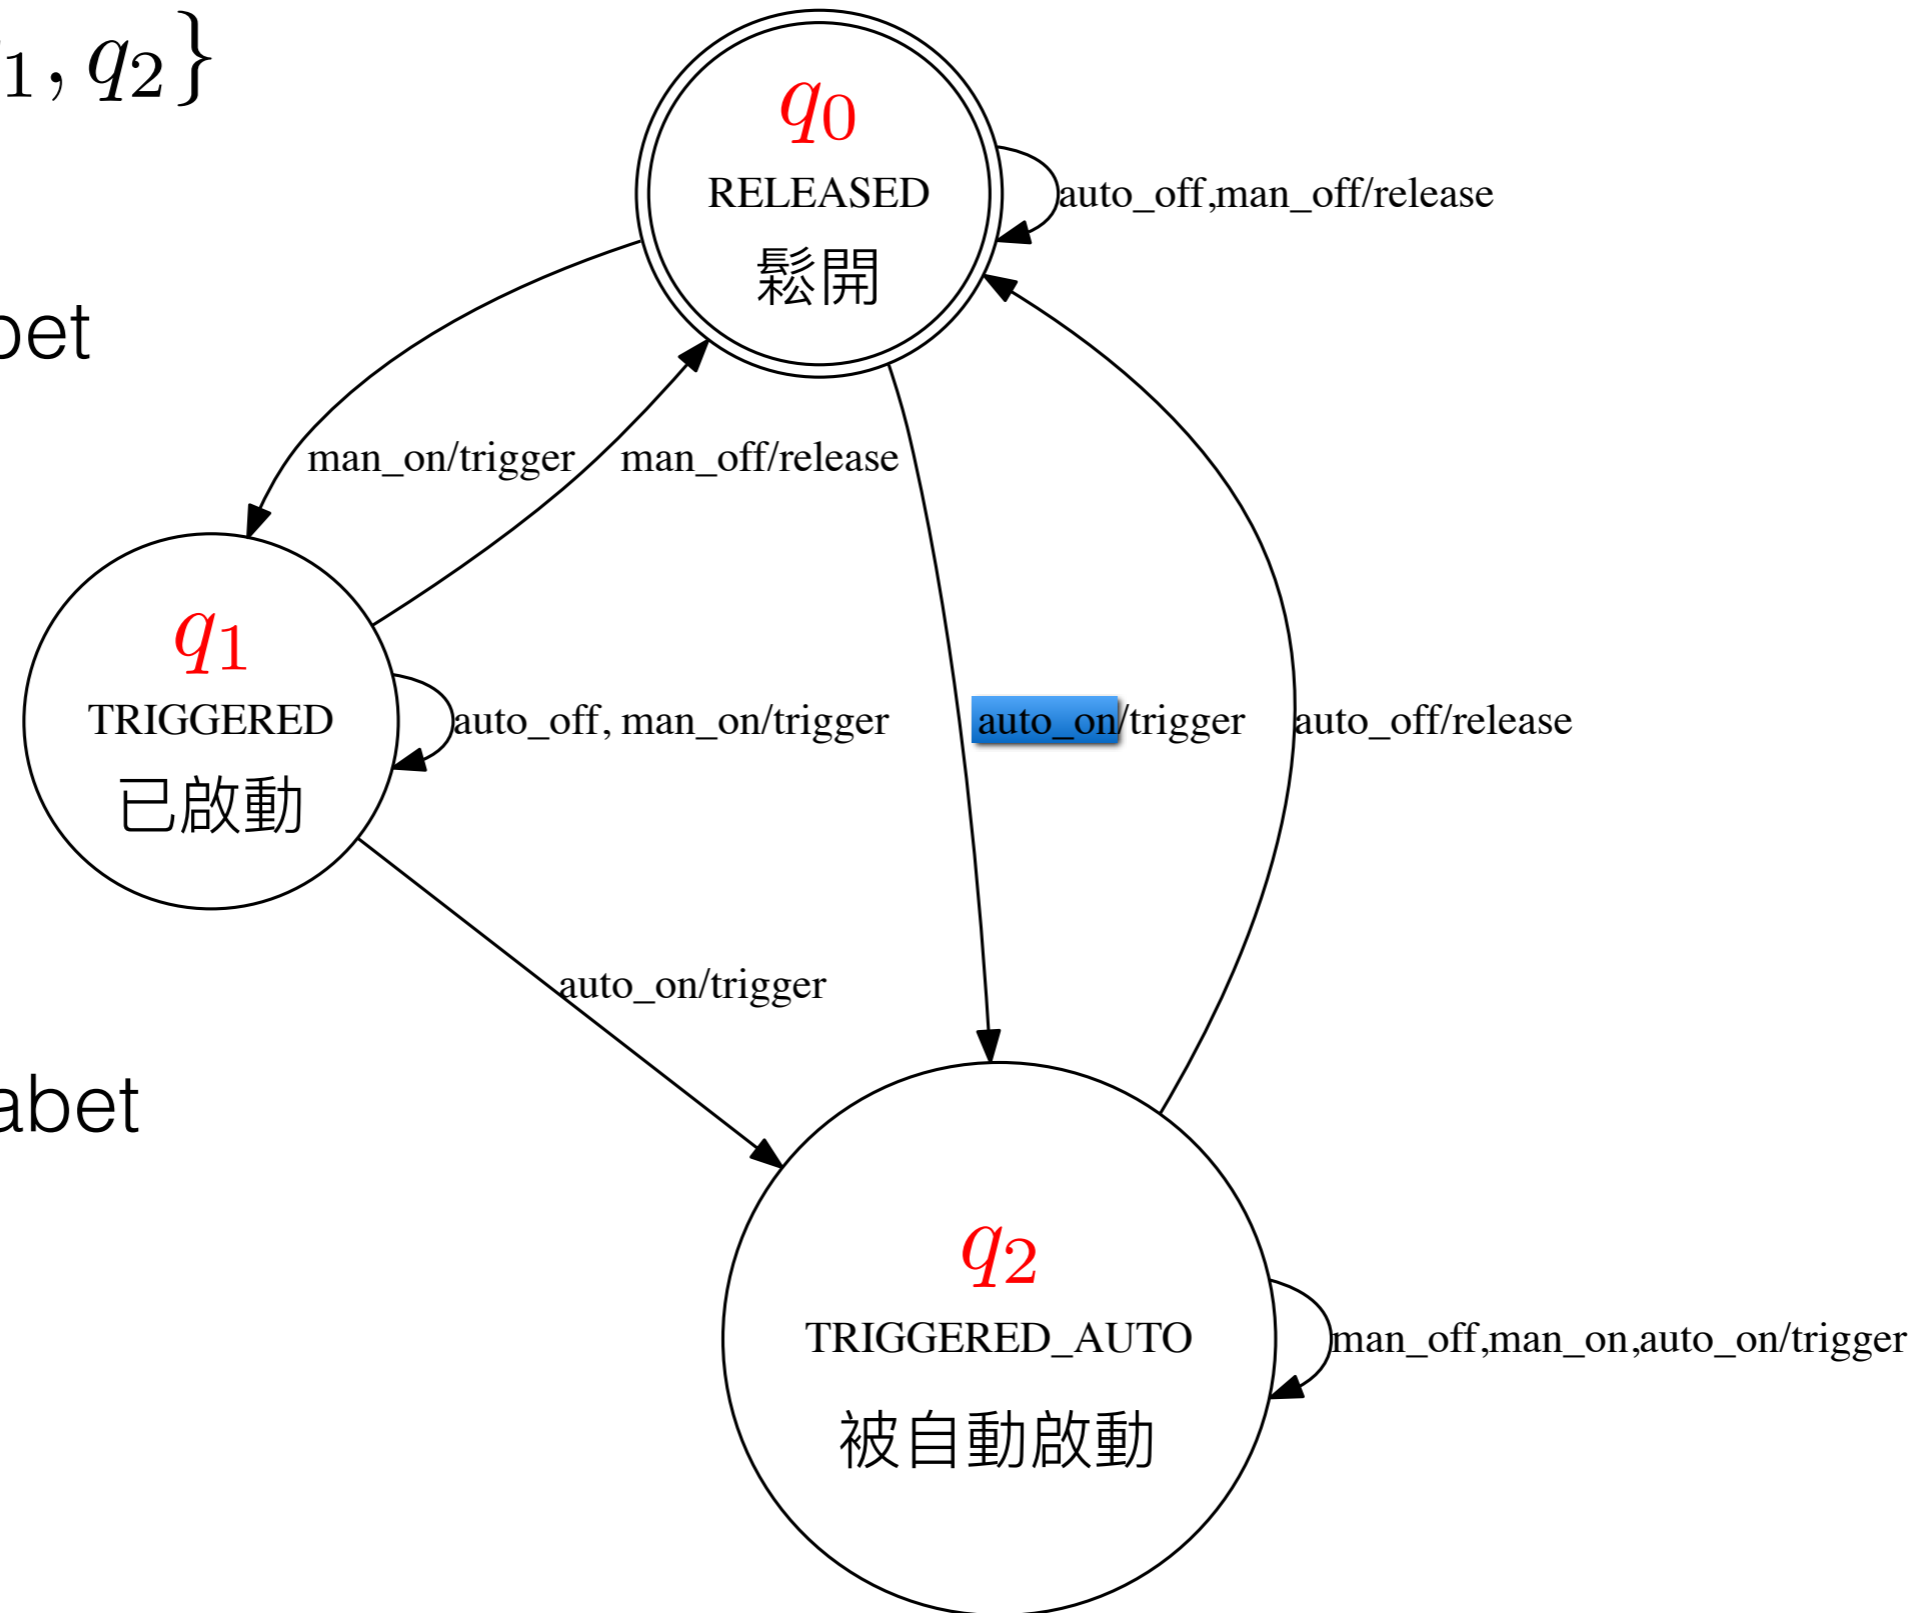 1, q2}
q0
RELEASED
鬆開
auto_off,man_off/release
bet
man_on/trigger
man_off/release
q1
TRIGGERED
已啟動
auto_off, man_on/trigger
auto_on/trigger
auto_off/release
auto_on/trigger
abet
q2
TRIGGERED_AUTO
被自動啟動
man_off,man_on,auto_on/trigger